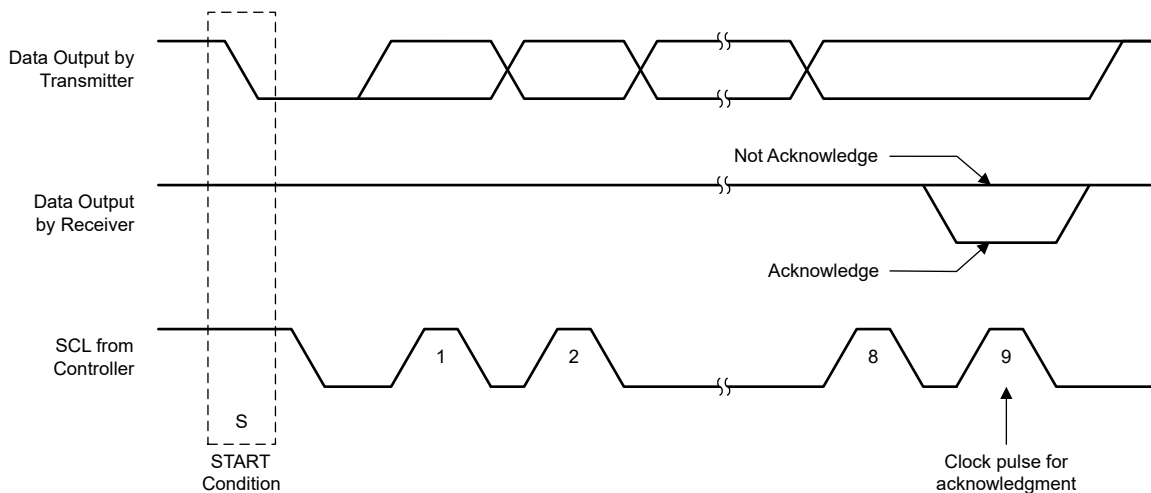 Data Output by
Transmitter
Not Acknowledge
Data Output
by Receiver
Acknowledge
SCL from
Controller
1
2
8
9
S
START
Condition
Clock pulse for
acknowledgment